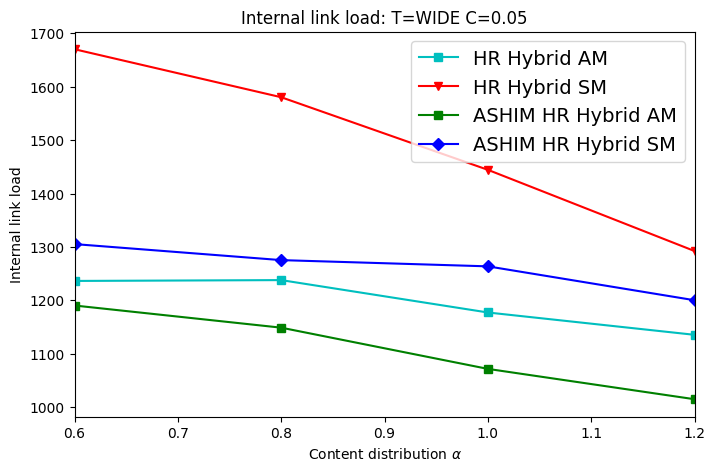 Internal link load: T=WIDE C=0.05
1700
1600
1500
1400
1300
1200
1100
1000
Internal link load
HR Hybrid AM
HR Hybrid SM
ASHIM HR Hybrid AM
ASHIM HR Hybrid SM
0.6 0.7 0.8 0.9 1.0 1.1 1.2
Content distribution α